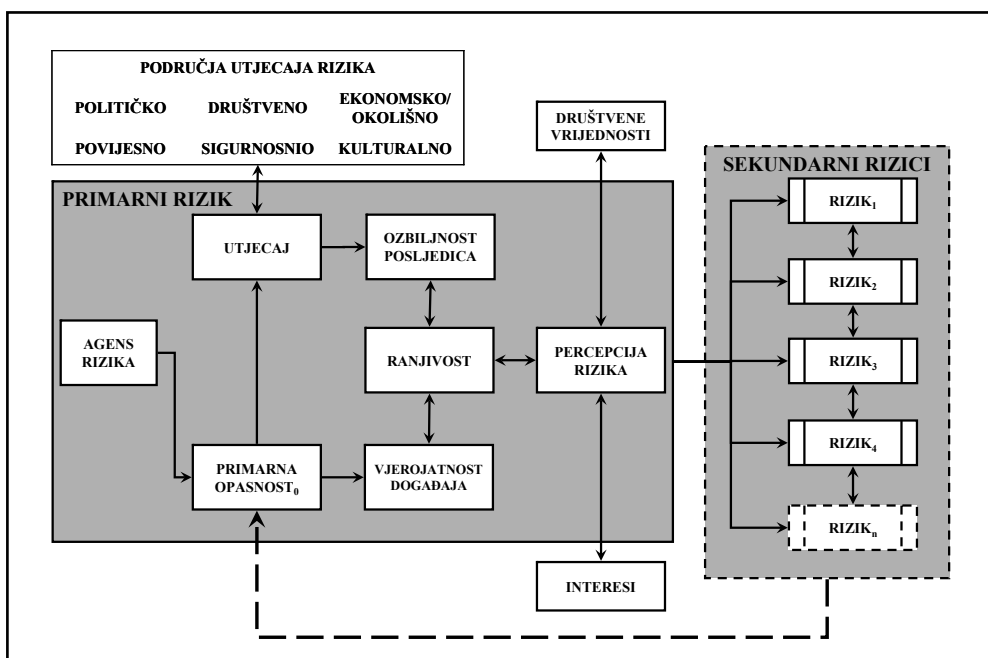 PODRUČJA UTJECAJA RIZIKA
POLITIČKO DRUŠTVENO EKONOMSKO/
OKOLIŠNO
POVIJESNO SIGURNOSNIO KULTURALNO
DRUŠTVENE
VRIJEDNOSTI
SEKUNDARNI RIZICI
PRIMARNI RIZIK
UTJECAJ
OZBILJNOST
POSLJEDICA
AGENS
RIZIKA
RANJIVOST
PERCEPCIJA
RIZIKA
PRIMARNA
OPASNOST₀
VJEROJATNOST
DOGAĐAJA
INTERESI
RIZIK₁
RIZIK₂
RIZIK₃
RIZIK₄
RIZIKₙ